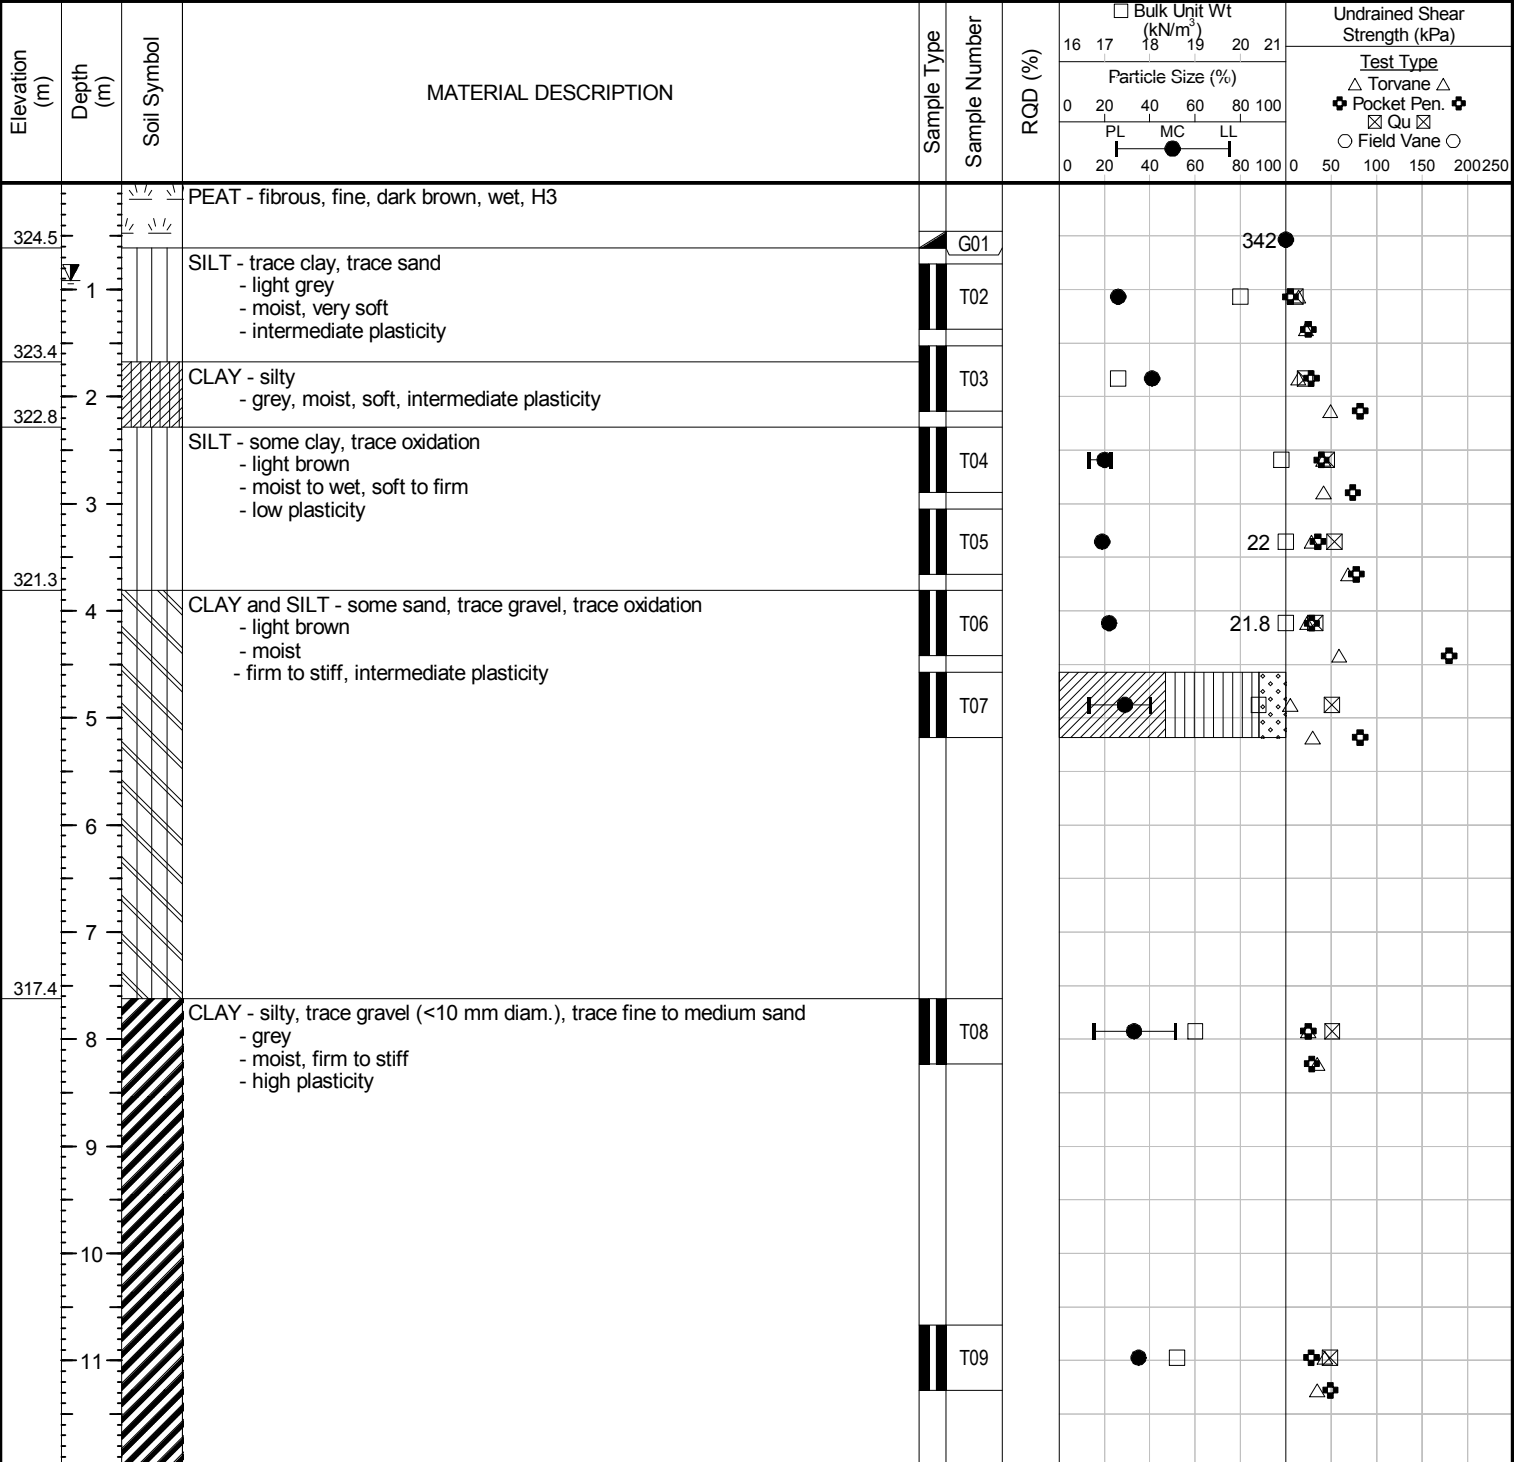 Elevation
(m)
Depth
(m)
Soil Symbol
MATERIAL DESCRIPTION
Sample Type
Sample Number
RQD (%)
Bulk Unit Wt
(kN/m³)
16 17 18 19 20 21
Particle Size (%)
0 20 40 60 80 100
PL MC LL
0 20 40 60 80 100
Undrained Shear
Strength (kPa)
Test Type
△ Torvane △
Pocket Pen.
Qu
Field Vane
0 50 100 150 200 250
PEAT - fibrous, fine, dark brown, wet, H3
324.5
G01
342
SILT - trace clay, trace sand
- light grey
1
T02
- moist, very soft
- intermediate plasticity
323.4
CLAY - silty
T03
2
- grey, moist, soft, intermediate plasticity
322.8
SILT - some clay, trace oxidation
- light brown
T04
- moist to wet, soft to firm
3
- low plasticity
T05
22
321.3
4
CLAY and SILT - some sand, trace gravel, trace oxidation
- light brown
T06
21.8
- moist
- firm to stiff, intermediate plasticity
T07
5
6
7
317.4
CLAY - silty, trace gravel (<10 mm diam.), trace fine to medium sand
8
- grey
T08
- moist, firm to stiff
- high plasticity
9
10
11
T09